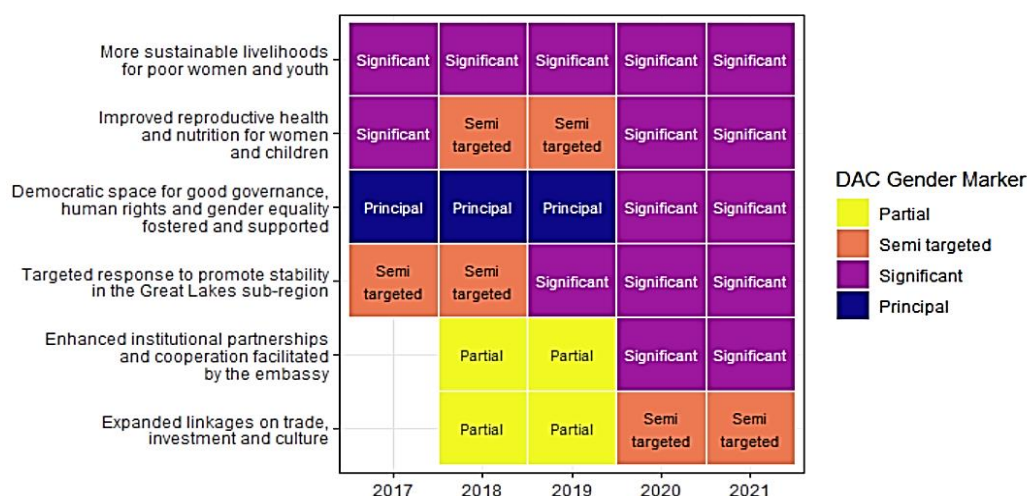 More sustainable livelihoods
for poor women and youth
Significant Significant Significant Significant Significant
Improved reproductive health
and nutrition for women
and children
Significant Semi targeted Semi targeted Significant Significant
Democratic space for good governance,
human rights and gender equality
fostered and supported
Principal Principal Principal Significant Significant
Targeted response to promote stability
in the Great Lakes sub-region
Semi targeted Semi targeted Significant Significant Significant
Enhanced institutional partnerships
and cooperation facilitated
by the embassy
Partial Partial Significant Significant
Expanded linkages on trade,
investment and culture
Partial Partial Semi targeted Semi targeted
2017 2018 2019 2020 2021
DAC Gender Marker
Partial
Semi targeted
Significant
Principal